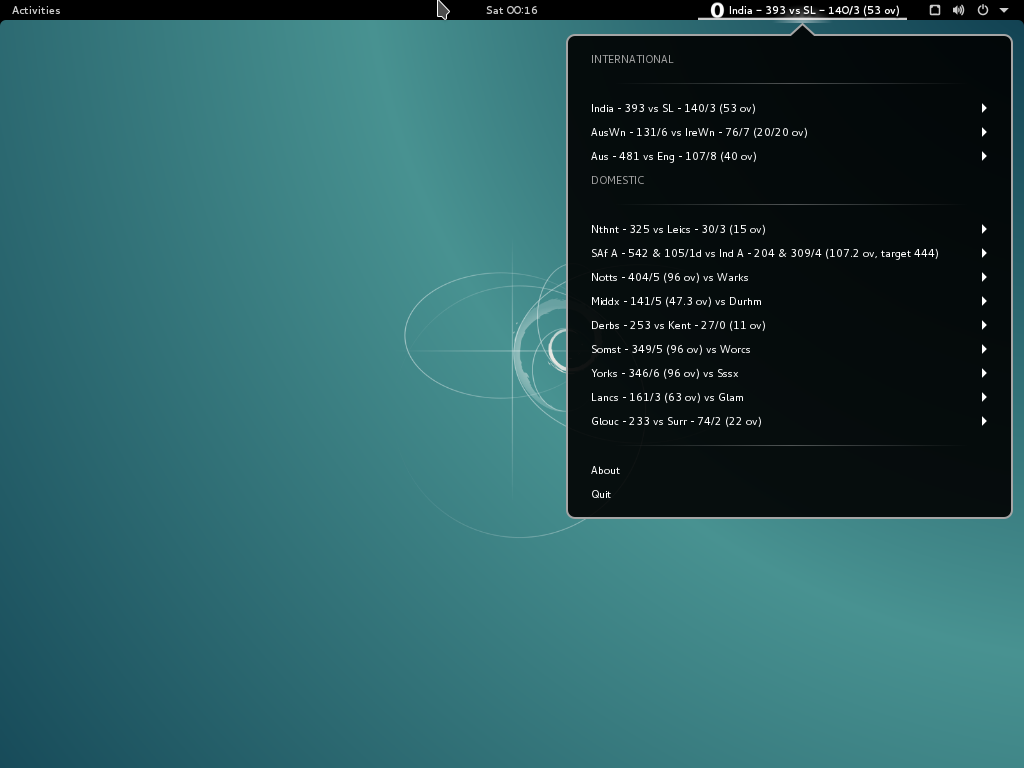 Activities
Sat 00:16
India - 393 vs SL - 140/3 (53 ov)
INTERNATIONAL
India - 393 vs SL - 140/3 (53 ov)
AusWn - 131/6 vs IreWn - 76/7 (20/20 ov)
Aus - 481 vs Eng - 107/8 (40 ov)
DOMESTIC
Nthnt - 325 vs Leics - 30/3 (15 ov)
SAf A - 542 & 105/1d vs Ind A - 204 & 309/4 (107.2 ov, target 444)
Notts - 404/5 (96 ov) vs Warks
Middx - 141/5 (47.3 ov) vs Durhm
Derbs - 253 vs Kent - 27/0 (11 ov)
Somst - 349/5 (96 ov) vs Worcs
Yorks - 346/6 (96 ov) vs Sssx
Lancs - 161/3 (63 ov) vs Glam
Glouc - 233 vs Surr - 74/2 (22 ov)
About
Quit